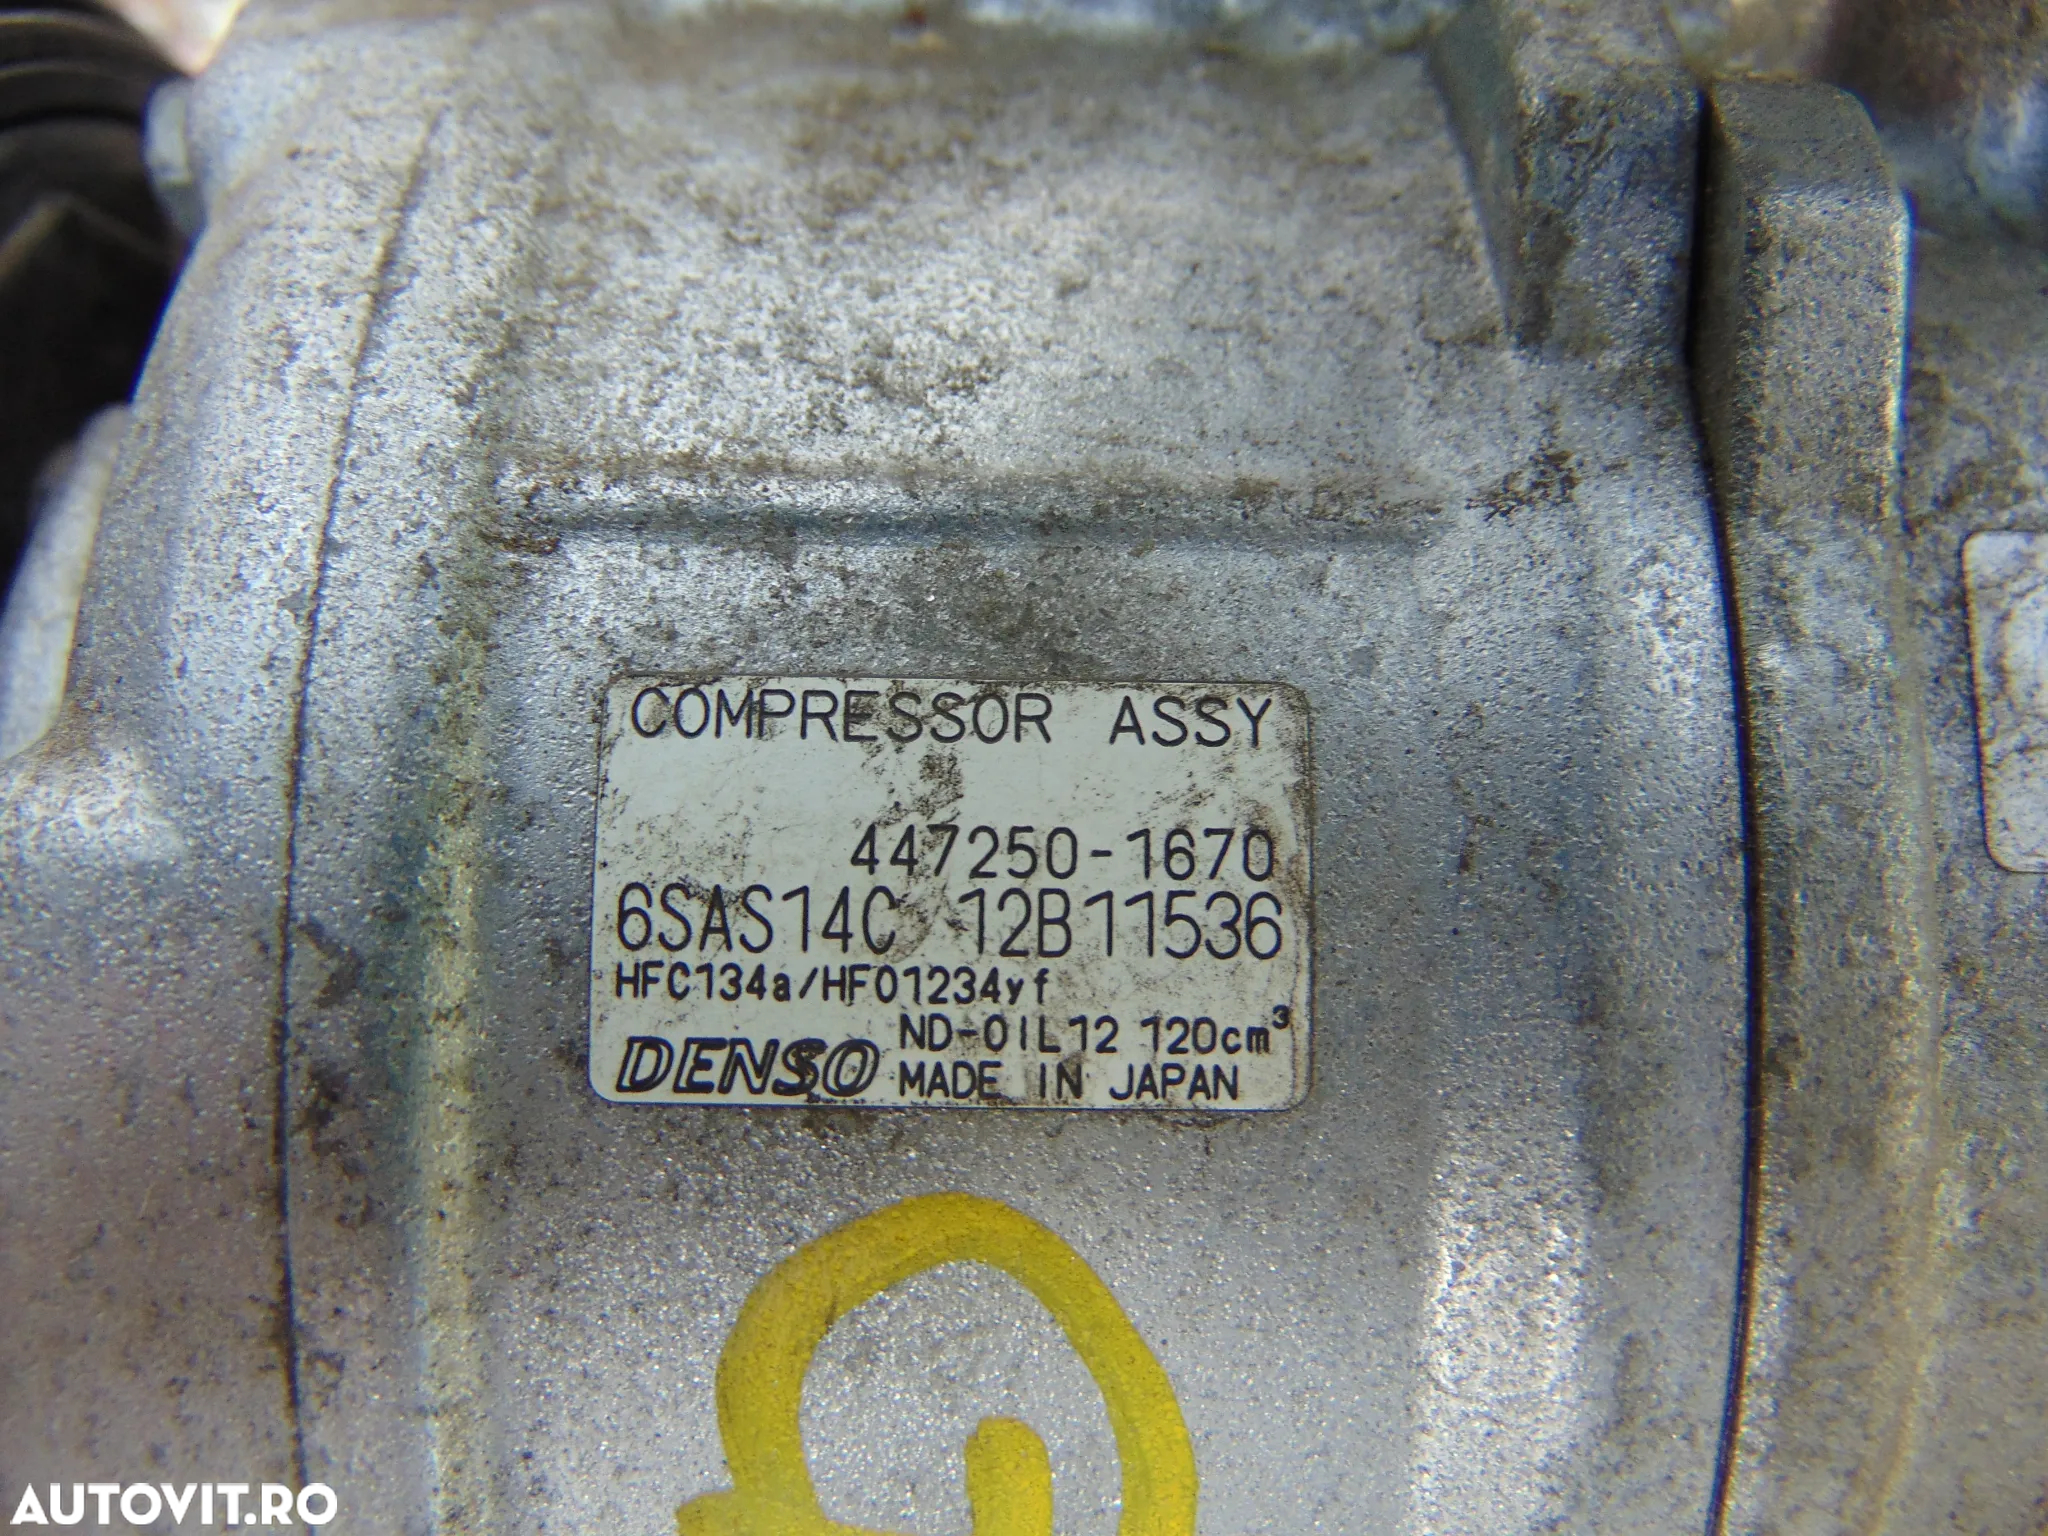 COMPRESSOR ASSY
447250-1670
6SAS14C 12B11536
HFC134a/HFO1234yf
ND-OIL12 120cm³
DENSO MADE IN JAPAN
AUTOVIT.RO